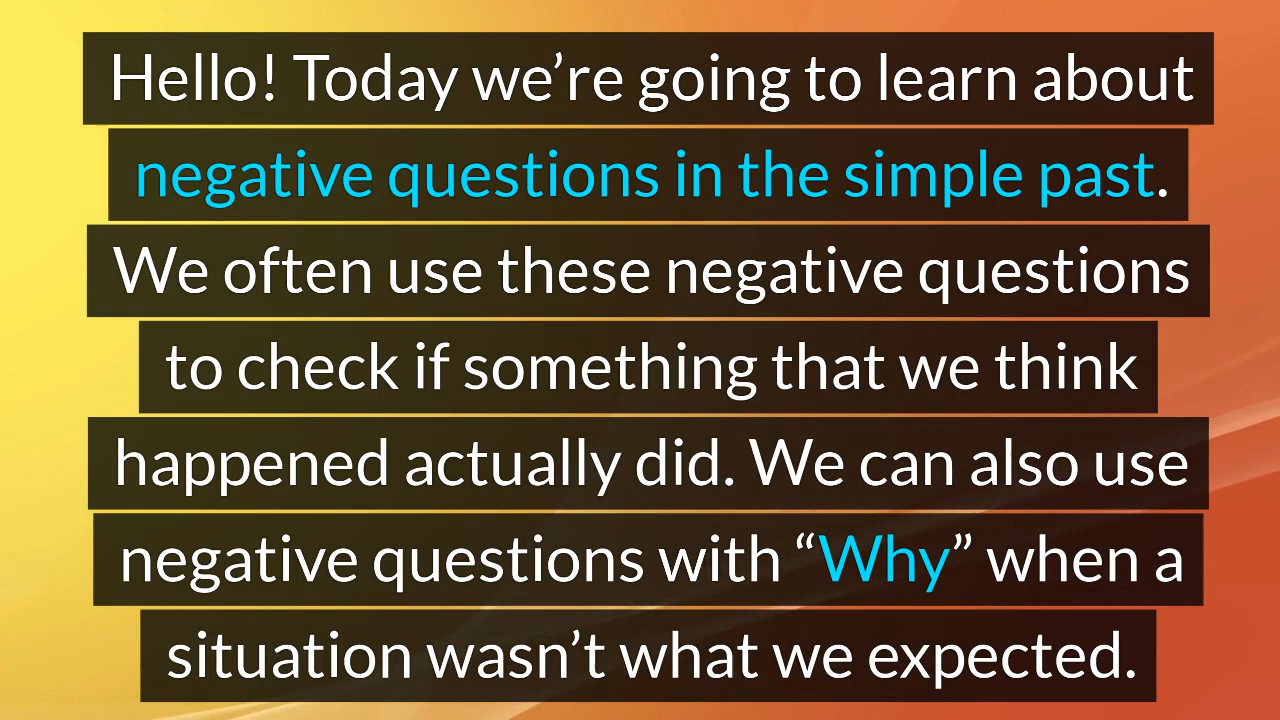 Hello! Today we’re going to learn about
negative questions in the simple past.
We often use these negative questions
to check if something that we think
happened actually did. We can also use
negative questions with “Why” when a
situation wasn’t what we expected.